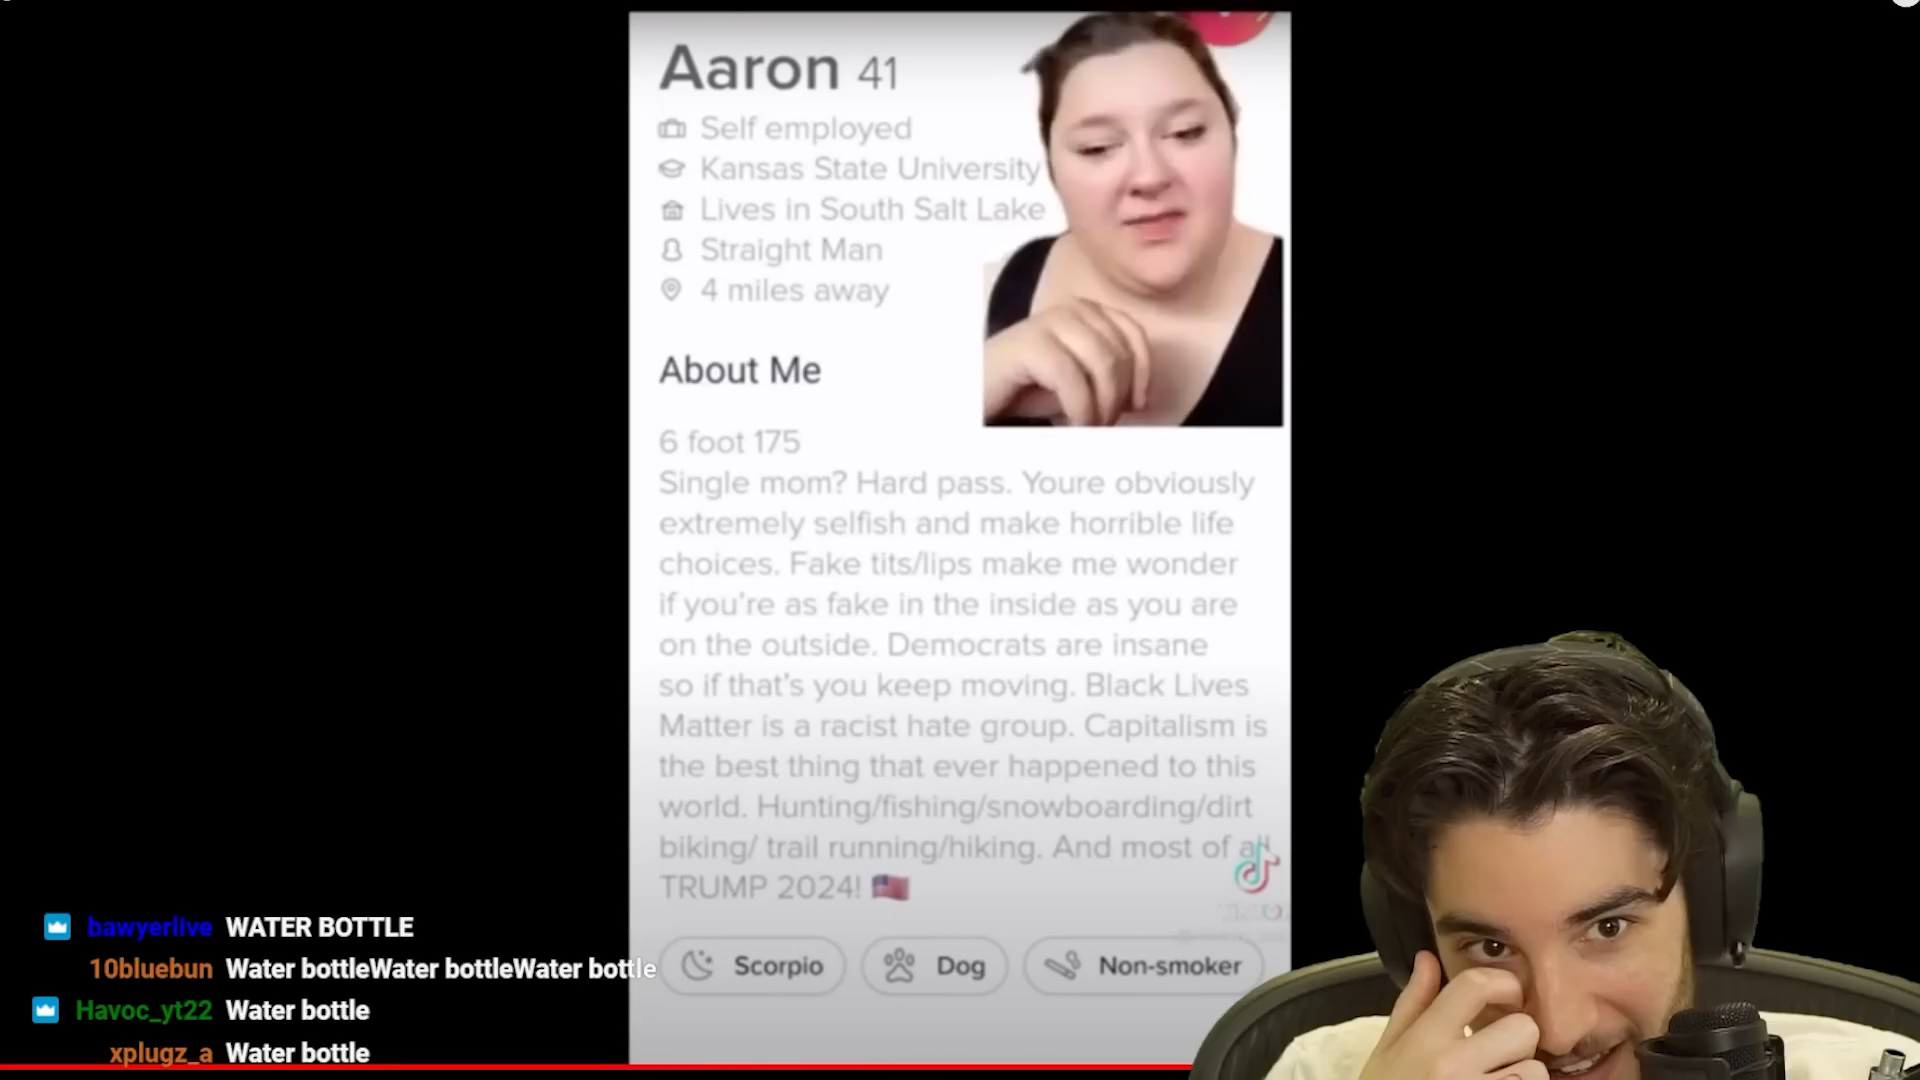 Aaron 41
Self employed
Kansas State University
Lives in South Salt Lake
Straight Man
4 miles away
About Me
6 foot 175
Single mom? Hard pass. Youre obviously
extremely selfish and make horrible life
choices. Fake tits/lips make me wonder
if you're as fake in the inside as you are
on the outside. Democrats are insane
so if that's you keep moving. Black Lives
Matter is a racist hate group. Capitalism is
the best thing that ever happened to this
world. Hunting/fishing/snowboarding/dirt
biking/ trail running/hiking. And most of all
TRUMP 2024! 🇺🇸
Scorpio Dog Non-smoker
bawyerlive WATER BOTTLE
10bluebun Water bottleWater bottleWater bottle
Havoc_yt22 Water bottle
xplugz_a Water bottle